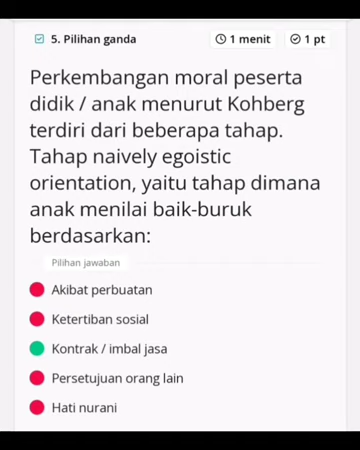 5. Pilihan ganda
1 menit
1 pt
Perkembangan moral peserta
didik / anak menurut Kohberg
terdiri dari beberapa tahap.
Tahap naively egoistic
orientation, yaitu tahap dimana
anak menilai baik-buruk
berdasarkan:
Pilihan jawaban
Akibat perbuatan
Ketertiban sosial
Kontrak / imbal jasa
Persetujuan orang lain
Hati nurani